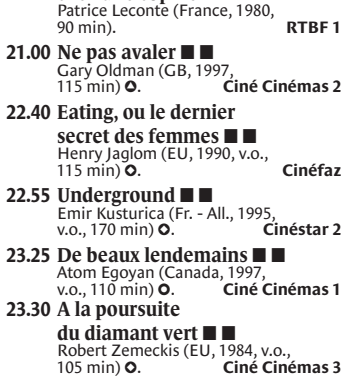 Patrice Leconte (France, 1980,
90 min). RTBF 1
21.00 Ne pas avaler ■ ■
Gary Oldman (GB, 1997,
115 min) ✪. Ciné Cinémas 2
22.40 Eating, ou le dernier
secret des femmes ■ ■
Henry Jaglom (EU, 1990, v.o.,
115 min) ✪. Cinéfaz
22.55 Underground ■ ■
Emir Kusturica (Fr. - All., 1995,
v.o., 170 min) ✪. Cinéstar 2
23.25 De beaux lendemains ■ ■
Atom Egoyan (Canada, 1997,
v.o., 110 min) ✪. Ciné Cinémas 1
23.30 A la poursuite
du diamant vert ■ ■
Robert Zemeckis (EU, 1984, v.o.,
105 min) ✪. Ciné Cinémas 3